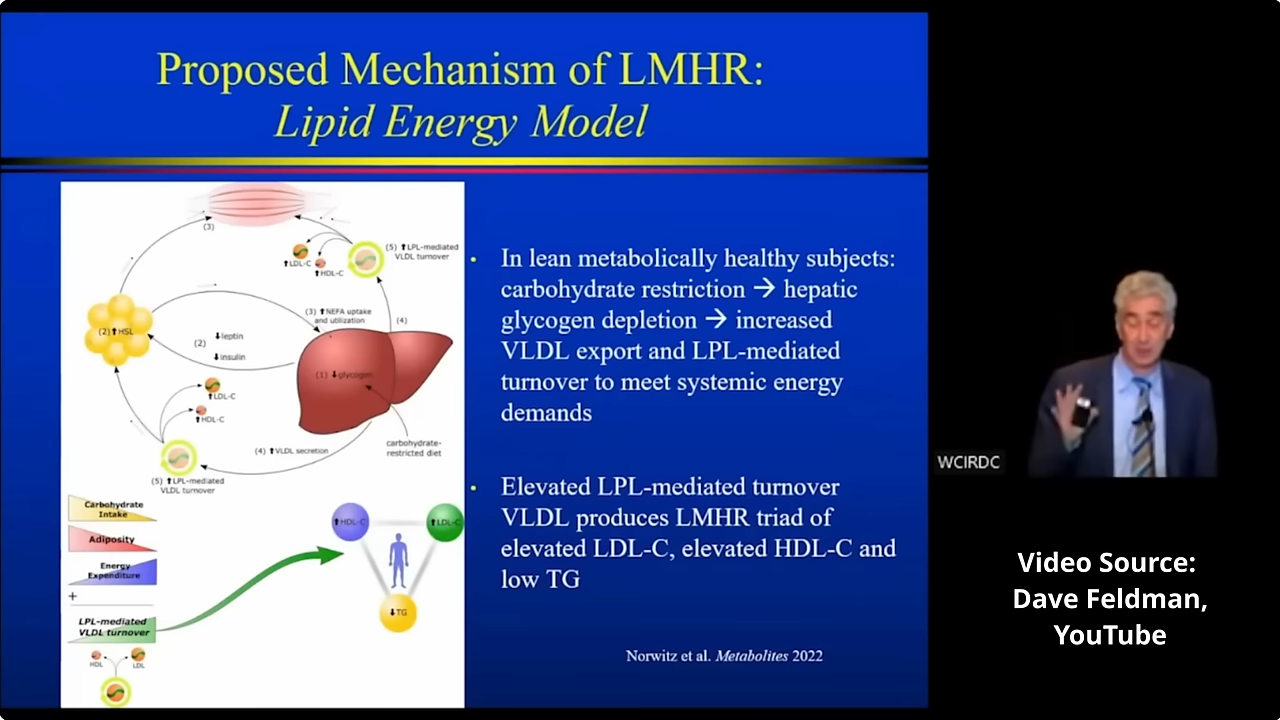 Proposed Mechanism of LMHR:
Lipid Energy Model
(3)
(5) ⬆LPL-mediated
VLDL turnover
⬆LDL-C
⬆HDL-C
(2)⬆HSL
(3) ⬆NEFA uptake
and utilization
(4)
(2)
⬇leptin
⬇insulin
(1) ⬇glycogen
⬆LDL-C
⬆HDL-C
(4) ⬆VLDL secretion
carbohydrate-
restricted diet
(5) ⬆LPL-mediated
VLDL turnover
Carbohydrate
Intake
Adiposity
Energy
Expenditure
+
LPL-mediated
VLDL turnover
HDL
LDL
⬆HDL-C
⬆LDL-C
⬇TG
• In lean metabolically healthy subjects:
carbohydrate restriction → hepatic
glycogen depletion → increased
VLDL export and LPL-mediated
turnover to meet systemic energy
demands
• Elevated LPL-mediated turnover
VLDL produces LMHR triad of
elevated LDL-C, elevated HDL-C and
low TG
Norwitz et al. Metabolites 2022
WCIRDC
Video Source:
Dave Feldman,
YouTube